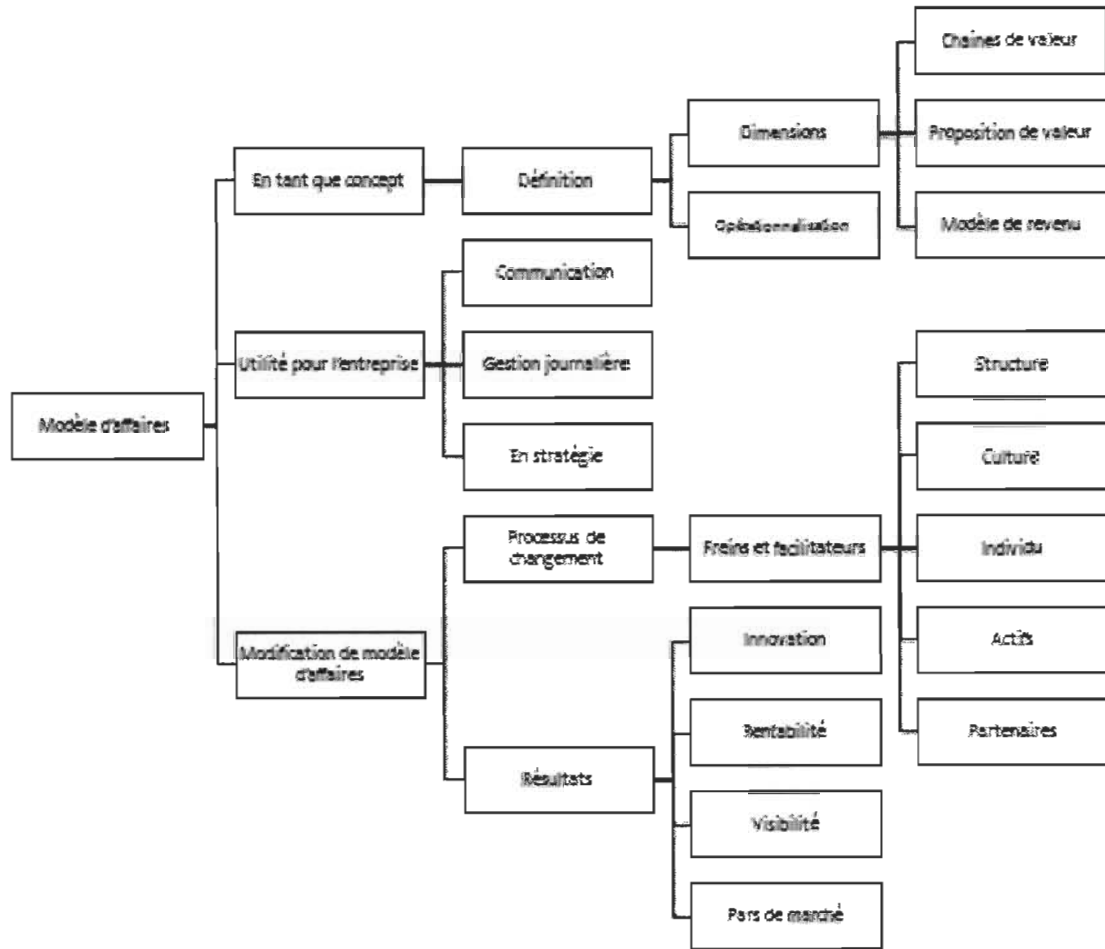 Modèle d'affaires
En tant que concept
Définition
Dimensions
Chaines de valeur
Proposition de valeur
Modèle de revenu
Opérationnalisation
Utilité pour l'entreprise
Communication
Gestion journalière
En stratégie
Modification de modèle
d'affaires
Processus de
changement
Freins et facilitateurs
Structure
Culture
Individu
Actifs
Partenaires
Résultats
Innovation
Rentabilité
Visibilité
Pars de marché